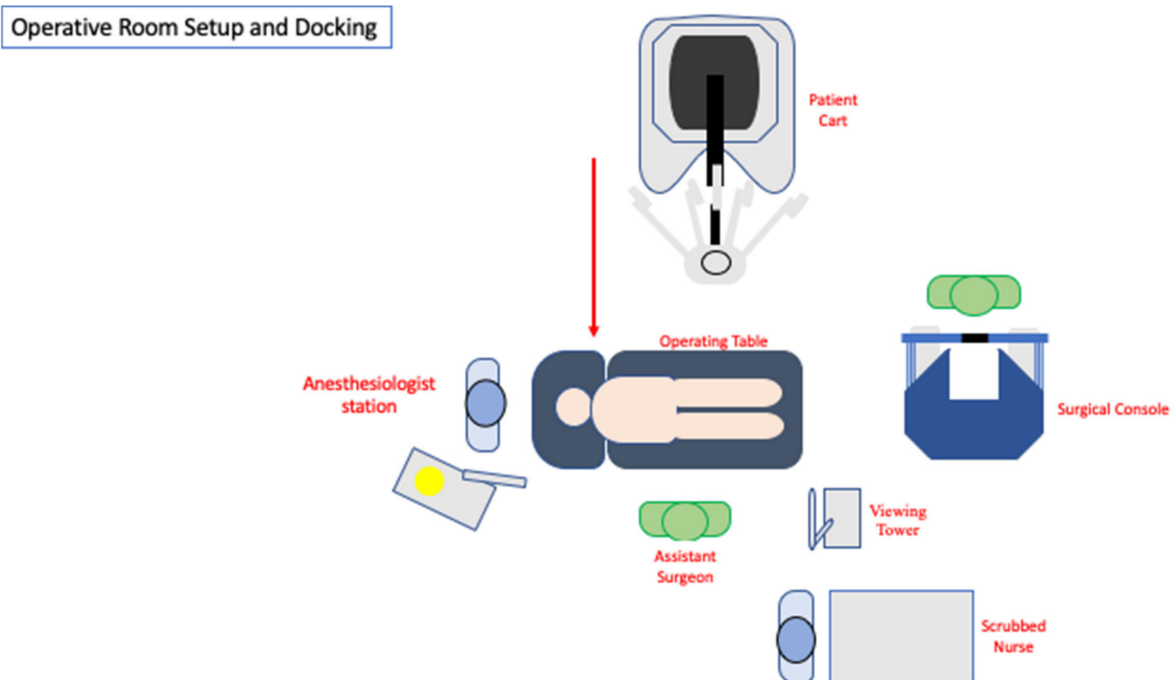 Operative Room Setup and Docking
Patient
Cart
Operating Table
Anesthesiologist
station
Surgical Console
Viewing
Tower
Assistant
Surgeon
Scrubbed
Nurse